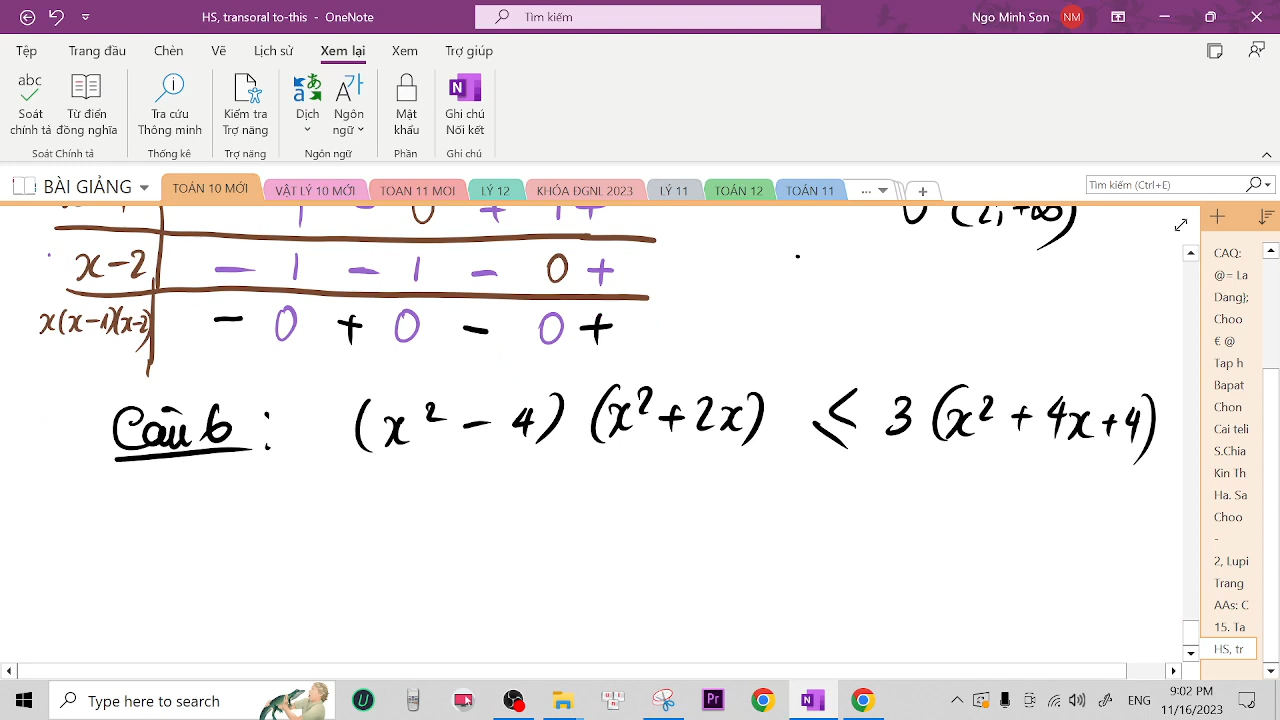 HS, transoral to-this - OneNote
Tìm kiếm
Ngo Minh Son NM
Tệp Trang đầu Chèn Vẽ Lịch sử Xem lại Xem Trợ giúp
Soát chính tả
Từ điển đồng nghĩa
Tra cứu Thông minh
Kiểm tra Trợ năng
Dịch
Ngôn ngữ
Mật khẩu
Ghi chú Nối kết
Soát Chính tả Thống kê Trợ năng Ngôn ngữ Phần Ghi chú
BÀI GIẢNG TOÁN 10 MỚI VẬT LÝ 10 MỚI TOAN 11 MOI LÝ 12 KHÓA ĐGNL 2023 LÝ 11 TOÁN 12 TOÁN 11 ... +
Tìm kiếm (Ctrl+E)
x-2 - | - | - 0 +
x(x-1)(x-2) - 0 + 0 - 0 +
Câu 6 : (x² - 4) (x² + 2x) ≤ 3 (x² + 4x + 4)
CAQ:
@= La
Dang);
Choo
€ @
Tap h
Bapat
Chon
Cai teli
S.Chia
Kin Th
Ha. Sa
Choo
-
2, Lupi
Trang
AAs: C
15. Ta
HS, tr
Type here to search
ENG
9:02 PM
11/16/2023